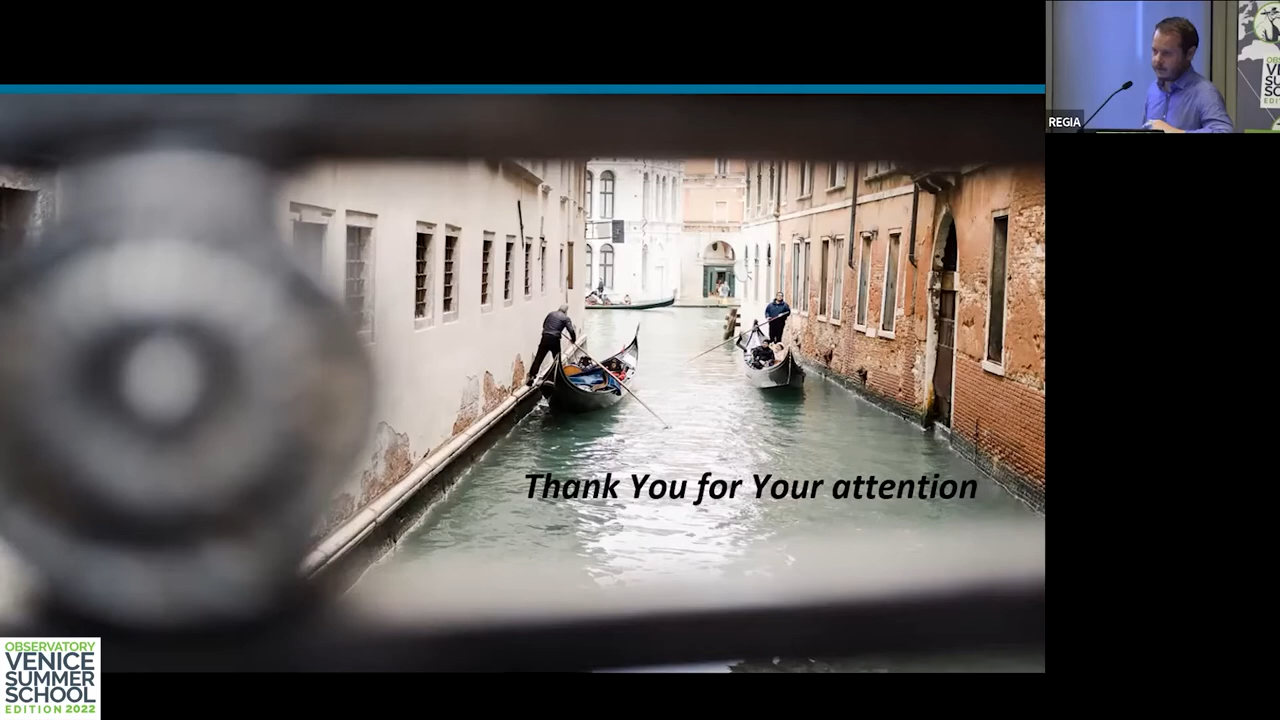 REGIA
Thank You for Your attention
OBSERVATORY
VENICE
SUMMER
SCHOOL
EDITION 2022